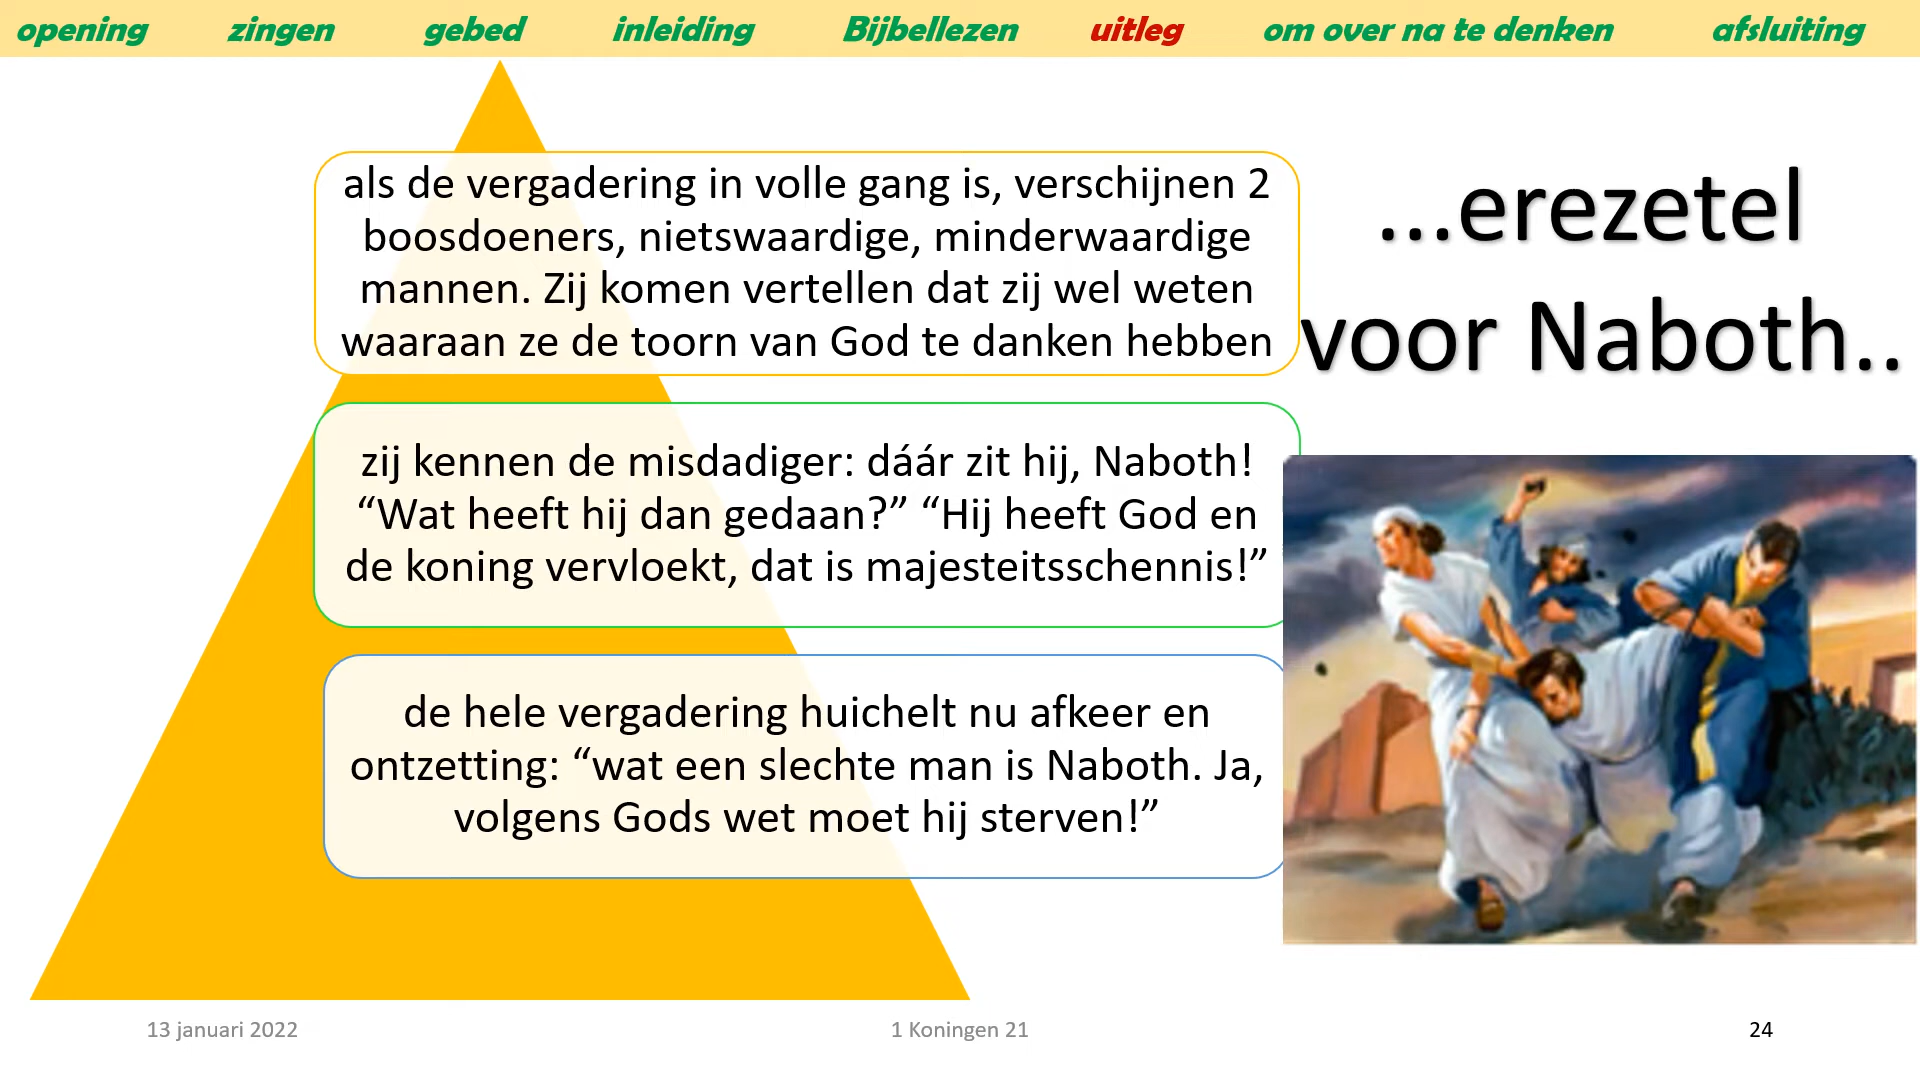 opening zingen gebed inleiding Bijbellezen uitleg om over na te denken afsluiting
als de vergadering in volle gang is, verschijnen 2
boosdoeners, nietswaardige, minderwaardige
mannen. Zij komen vertellen dat zij wel weten
waaraan ze de toorn van God te danken hebben
...erezetel
voor Naboth..
zij kennen de misdadiger: dáár zit hij, Naboth!
“Wat heeft hij dan gedaan?” “Hij heeft God en
de koning vervloekt, dat is majesteitsschennis!”
de hele vergadering huichelt nu afkeer en
ontzetting: “wat een slechte man is Naboth. Ja,
volgens Gods wet moet hij sterven!”
13 januari 2022 1 Koningen 21 24